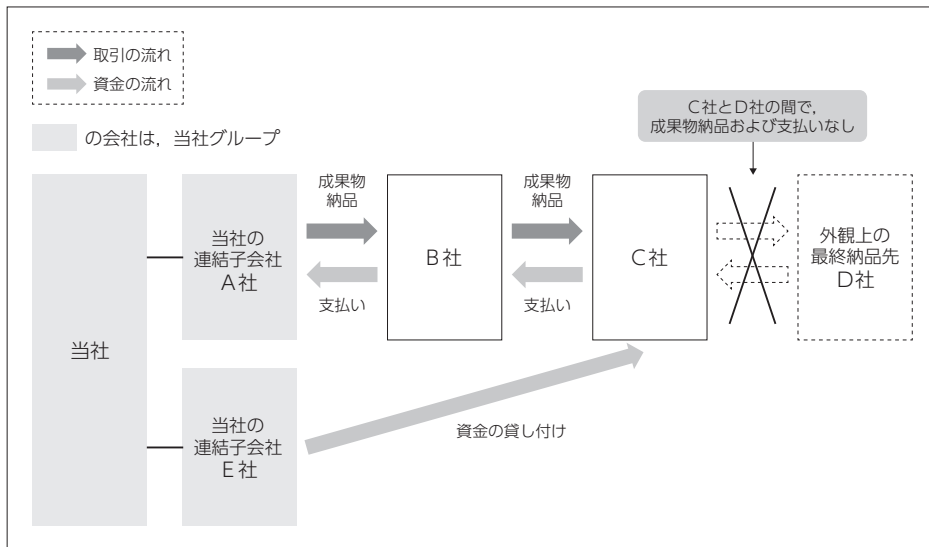 取引の流れ
資金の流れ
の会社は，当社グループ
C社とD社の間で，
成果物納品および支払いなし
当社
当社の
連結子会社
A社
成果物
納品
支払い
B社
成果物
納品
支払い
C社
外観上の
最終納品先
D社
当社の
連結子会社
E社
資金の貸し付け